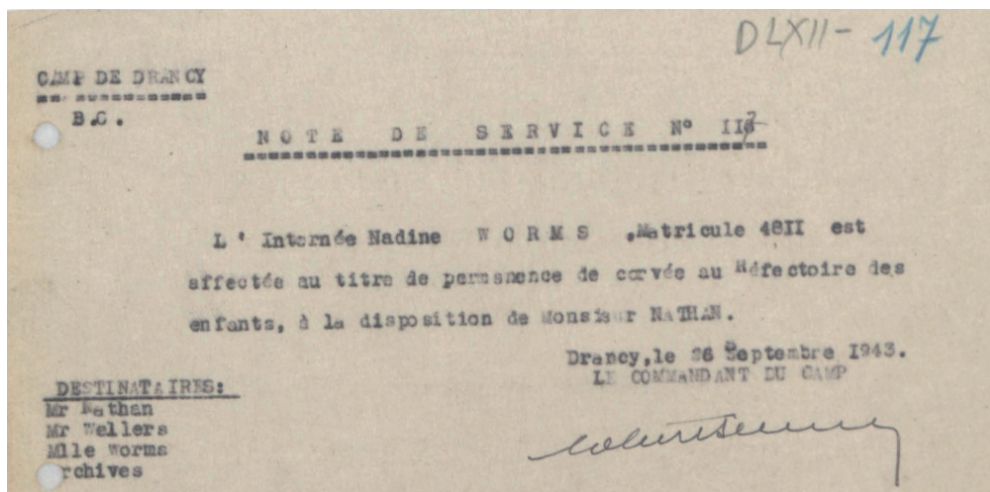 DLXII - 117
CAMP DE DRANCY
B.C.
NOTE DE SERVICE N° II7
L' Internée Nadine WORMS ,Matricule 48II est
affectée au titre de permanence de corvée au Réfectoire des
enfants, à la disposition de Monsieur NATHAN.
Drancy,le 26 Septembre 1943.
LE COMMANDANT DU CAMP
DESTINATAIRES:
Mr Nathan
Mr Wellers
Mlle Worms
Archives